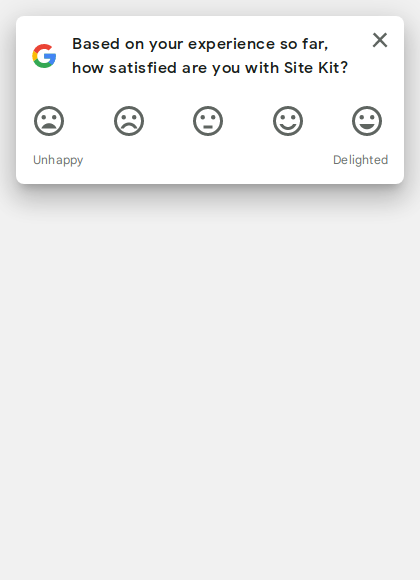 Based on your experience so far,
how satisfied are you with Site Kit?
Unhappy
Delighted